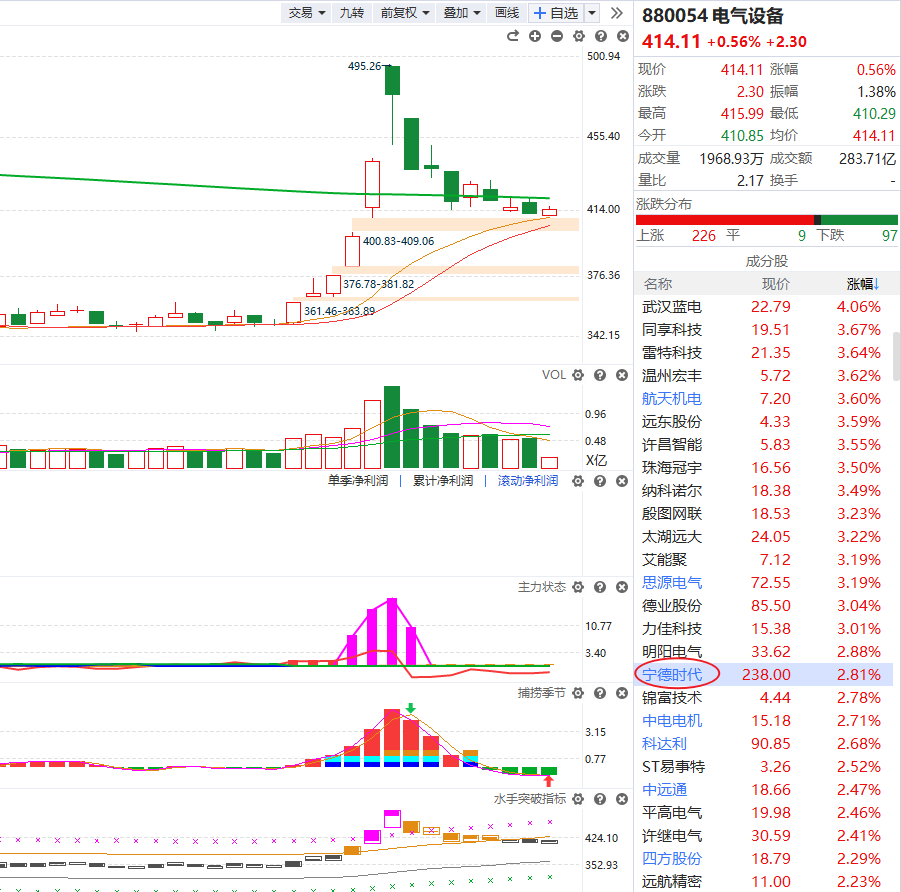 交易 九转 前复权 叠加 画线 + 自选
495.26
500.94
455.40
414.00
400.83-409.06
376.36
376.78-381.82
361.46-363.89
342.15
VOL
0.96
0.48
X亿
单季净利润 | 累计净利润 | 滚动净利润
主力状态
10.77
3.40
捕捞季节
3.15
0.77
水手突破指标
424.10
352.93
880054 电气设备
414.11 +0.56% +2.30
现价 414.11 涨幅 0.56%
涨跌 2.30 振幅 1.38%
最高 415.99 最低 410.29
今开 410.85 均价 414.11
成交量 1968.93万 成交额 283.71亿
量比 2.17 换手 -
涨跌分布
上涨 226 平 9 下跌 97
成分股
名称 现价 涨幅↓
武汉蓝电 22.79 4.06%
同享科技 19.51 3.67%
雷特科技 21.35 3.64%
温州宏丰 5.72 3.62%
航天机电 7.20 3.60%
远东股份 4.33 3.59%
许昌智能 5.83 3.55%
珠海冠宇 16.56 3.50%
纳科诺尔 18.38 3.49%
殷图网联 18.53 3.23%
太湖远大 24.05 3.22%
艾能聚 7.12 3.19%
思源电气 72.55 3.19%
德业股份 85.50 3.04%
力佳科技 15.38 3.01%
明阳电气 33.62 2.88%
宁德时代 238.00 2.81%
锦富技术 4.44 2.78%
中电电机 15.18 2.71%
科达利 90.85 2.68%
ST易事特 3.26 2.52%
中远通 18.66 2.47%
平高电气 19.98 2.46%
许继电气 30.59 2.41%
四方股份 18.79 2.29%
远航精密 11.00 2.23%